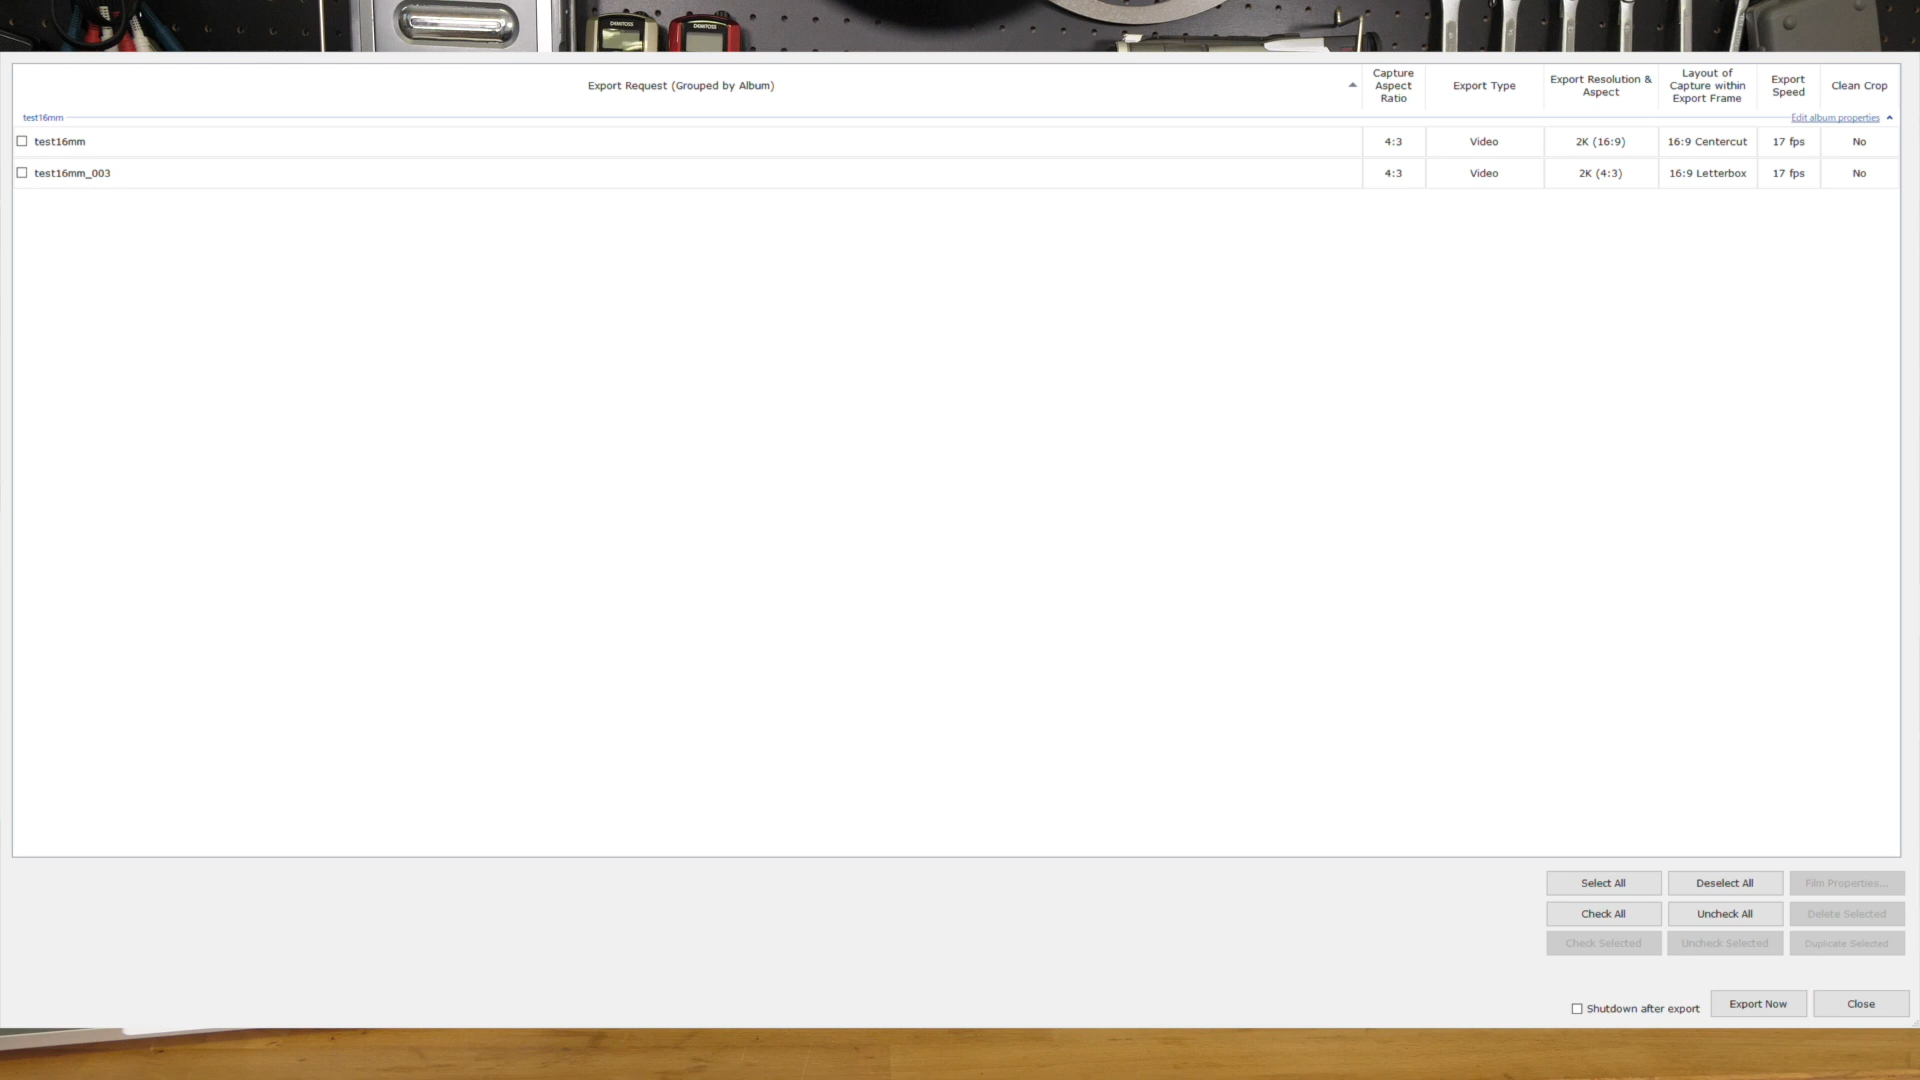 DEMTOSS DEMTOSS
Export Request (Grouped by Album)
Capture
Aspect
Ratio
Export Type
Export Resolution &
Aspect
Layout of
Capture within
Export Frame
Export
Speed
Clean Crop
test16mm
Edit album properties
test16mm 4:3 Video 2K (16:9) 16:9 Centercut 17 fps No
test16mm_003 4:3 Video 2K (4:3) 16:9 Letterbox 17 fps No
Select All Deselect All Film Properties...
Check All Uncheck All Delete Selected
Check Selected Uncheck Selected Duplicate Selected
Shutdown after export Export Now Close